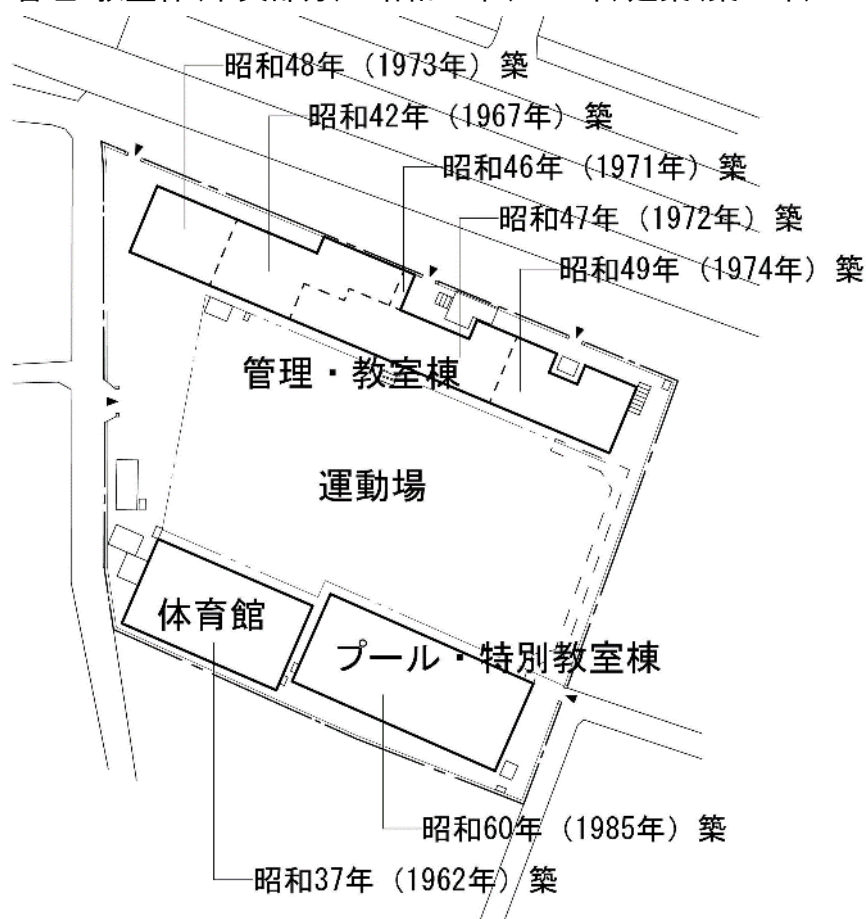 昭和48年（1973年）築
昭和42年（1967年）築
昭和46年（1971年）築
昭和47年（1972年）築
昭和49年（1974年）築
管理・教室棟
運動場
体育館
プール・特別教室棟
昭和60年（1985年）築
昭和37年（1962年）築